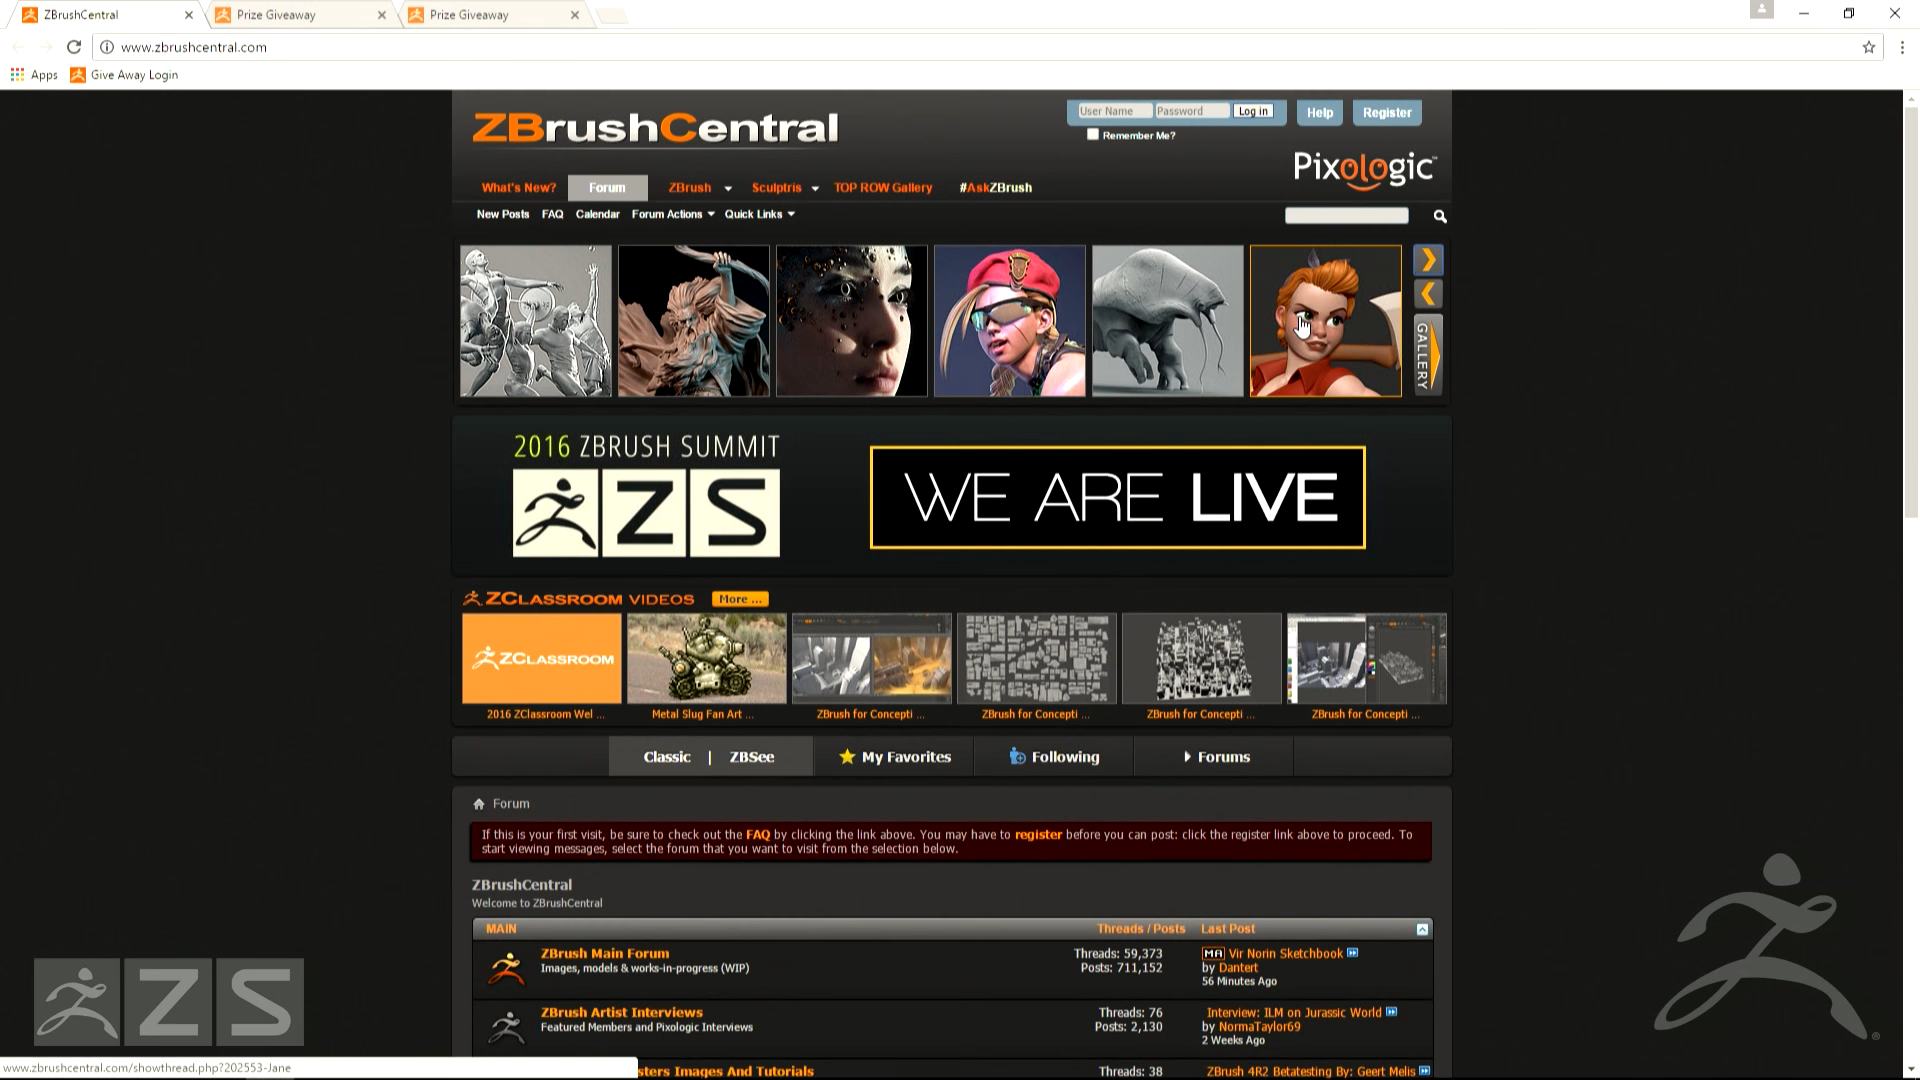 ZBrushCentral
Prize Giveaway
Prize Giveaway
www.zbrushcentral.com
Apps
Give Away Login
ZBrushCentral
User Name
Password
Log in
Help
Register
Remember Me?
Pixologic
What's New?
Forum
ZBrush
Sculptris
TOP ROW Gallery
#AskZBrush
New Posts
FAQ
Calendar
Forum Actions
Quick Links
GALLERY
2016 ZBRUSH SUMMIT
ZS
WE ARE LIVE
ZCLASSROOM VIDEOS
More ...
ZCLASSROOM
2016 ZClassroom Wel ...
Metal Slug Fan Art ...
ZBrush for Concepti ...
ZBrush for Concepti ...
ZBrush for Concepti ...
ZBrush for Concepti ...
Classic | ZBSee
My Favorites
Following
Forums
Forum
If this is your first visit, be sure to check out the FAQ by clicking the link above. You may have to register before you can post: click the register link above to proceed. To
start viewing messages, select the forum that you want to visit from the selection below.
ZBrushCentral
Welcome to ZBrushCentral
MAIN
Threads / Posts
Last Post
ZBrush Main Forum
Images, models & works-in-progress (WIP)
Threads: 59,373
Posts: 711,152
MA Vir Norin Sketchbook
by Dantert
56 Minutes Ago
ZBrush Artist Interviews
Featured Members and Pixologic Interviews
Threads: 76
Posts: 2,130
Interview: ILM on Jurassic World
by NormaTaylor69
2 Weeks Ago
ZS
www.zbrushcentral.com/showthread.php?202553-Jane
sters Images And Tutorials
Threads: 38
ZBrush 4R2 Betatesting By: Geert Melis